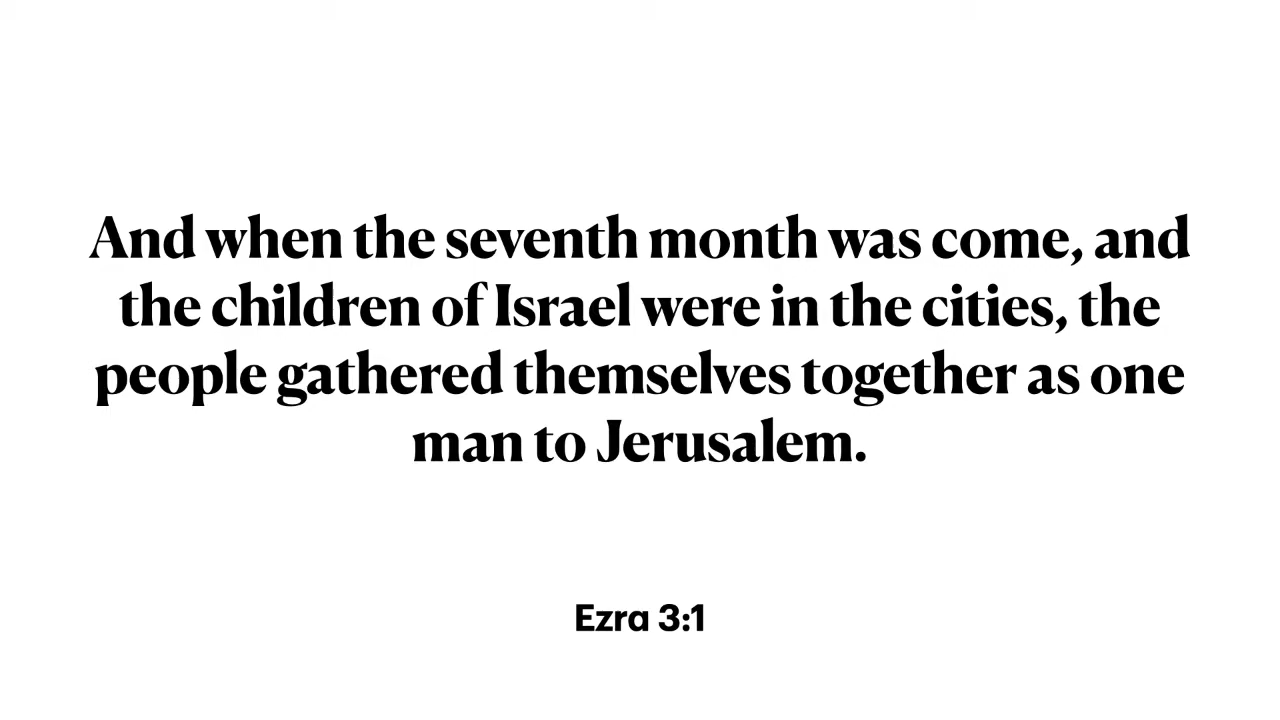 And when the seventh month was come, and
the children of Israel were in the cities, the
people gathered themselves together as one
man to Jerusalem.
Ezra 3:1